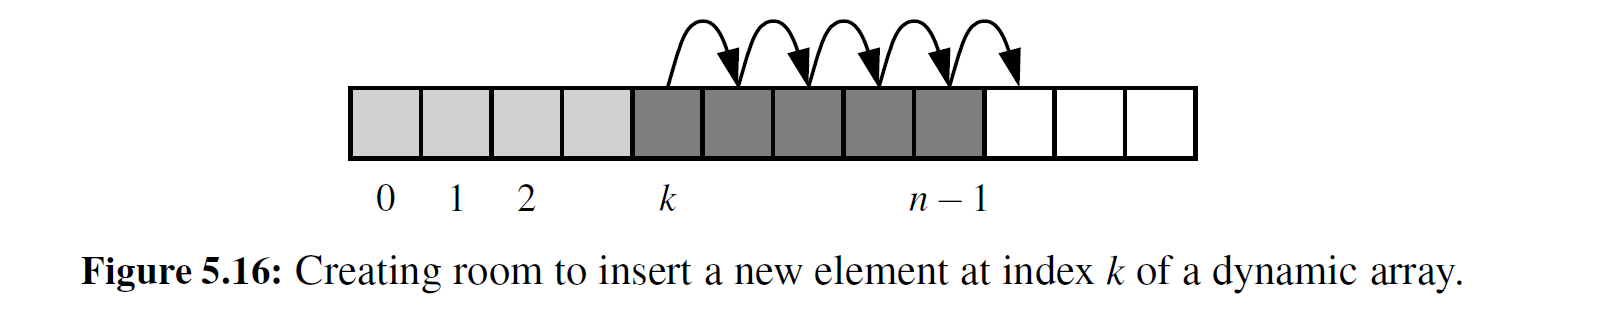 0 1 2 k n − 1
Figure 5.16: Creating room to insert a new element at index k of a dynamic array.